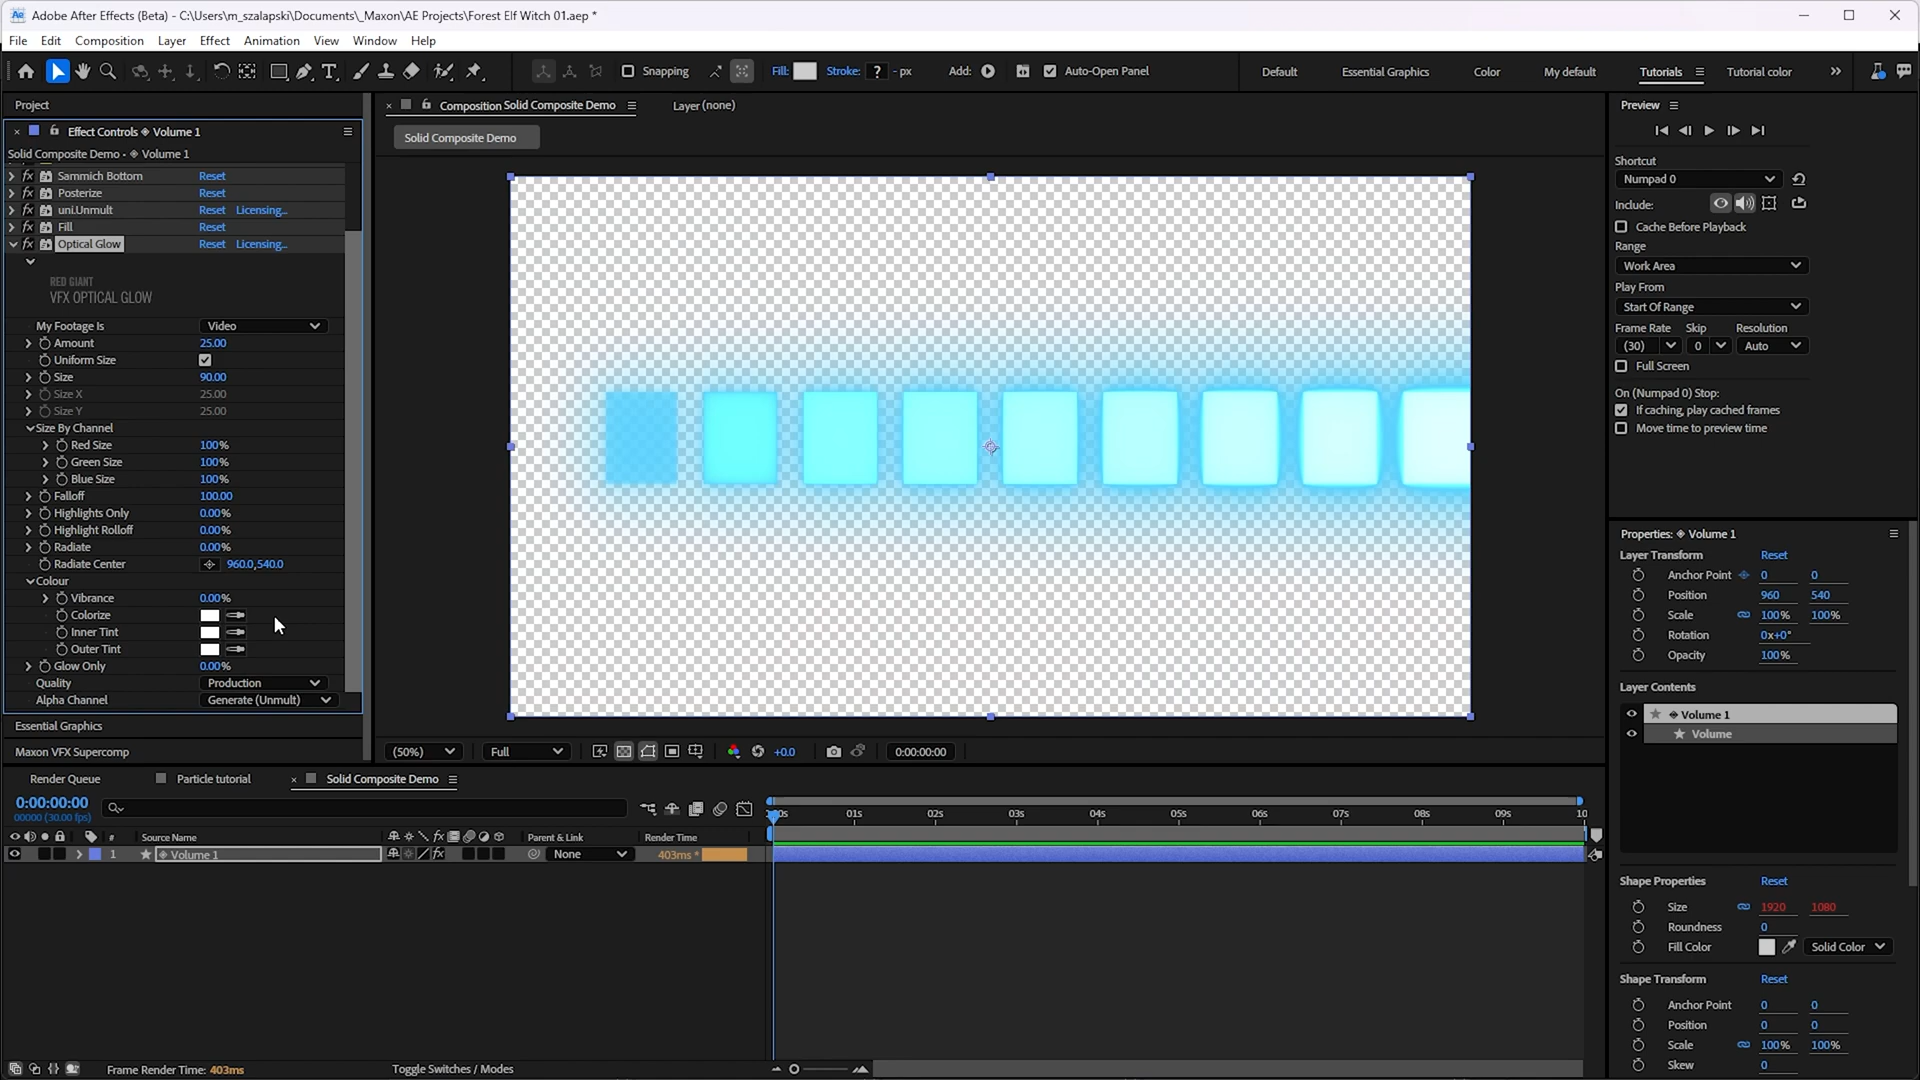 Adobe After Effects (Beta) - C:\Users\m_szalapski\Documents\_Maxon\AE Projects\Forest Elf Witch 01.aep *
File Edit Composition Layer Effect Animation View Window Help
Snapping Fill: Stroke: ? - px Add: Auto-Open Panel Default Essential Graphics Color My default Tutorials Tutorial color
Project
Effect Controls Volume 1
Solid Composite Demo • Volume 1
Sammich Bottom Reset
Posterize Reset
uni.Unmult Reset Licensing...
Fill Reset
Optical Glow Reset Licensing...
RED GIANT
VFX OPTICAL GLOW
My Footage Is Video
Amount 25.00
Uniform Size
Size 90.00
Size X 25.00
Size Y 25.00
Size By Channel
Red Size 100%
Green Size 100%
Blue Size 100%
Falloff 100.00
Highlights Only 0.00%
Highlight Rolloff 0.00%
Radiate 0.00%
Radiate Center 960.0,540.0
Colour
Vibrance 0.00%
Colorize
Inner Tint
Outer Tint
Glow Only 0.00%
Quality Production
Alpha Channel Generate (Unmult)
Essential Graphics
Maxon VFX Supercomp
Composition Solid Composite Demo Layer (none)
Solid Composite Demo
(50%) Full +0.0 0:00:00:00
Preview
Shortcut
Numpad 0
Include:
Cache Before Playback
Range
Work Area
Play From
Start Of Range
Frame Rate Skip Resolution
(30) 0 Auto
Full Screen
On (Numpad 0) Stop:
If caching, play cached frames
Move time to preview time
Properties: Volume 1
Layer Transform Reset
Anchor Point 0 0
Position 960 540
Scale 100% 100%
Rotation 0x+0°
Opacity 100%
Layer Contents
Volume 1
Volume
Shape Properties Reset
Size 1920 1080
Roundness 0
Fill Color Solid Color
Shape Transform Reset
Anchor Point 0 0
Position 0 0
Scale 100% 100%
Skew 0
Render Queue Particle tutorial Solid Composite Demo
0:00:00:00
00000 (30.00 fps)
# Source Name Parent & Link Render Time
1 Volume 1 None 403ms *
01s 02s 03s 04s 05s 06s 07s 08s 09s 10
Frame Render Time: 403ms Toggle Switches / Modes